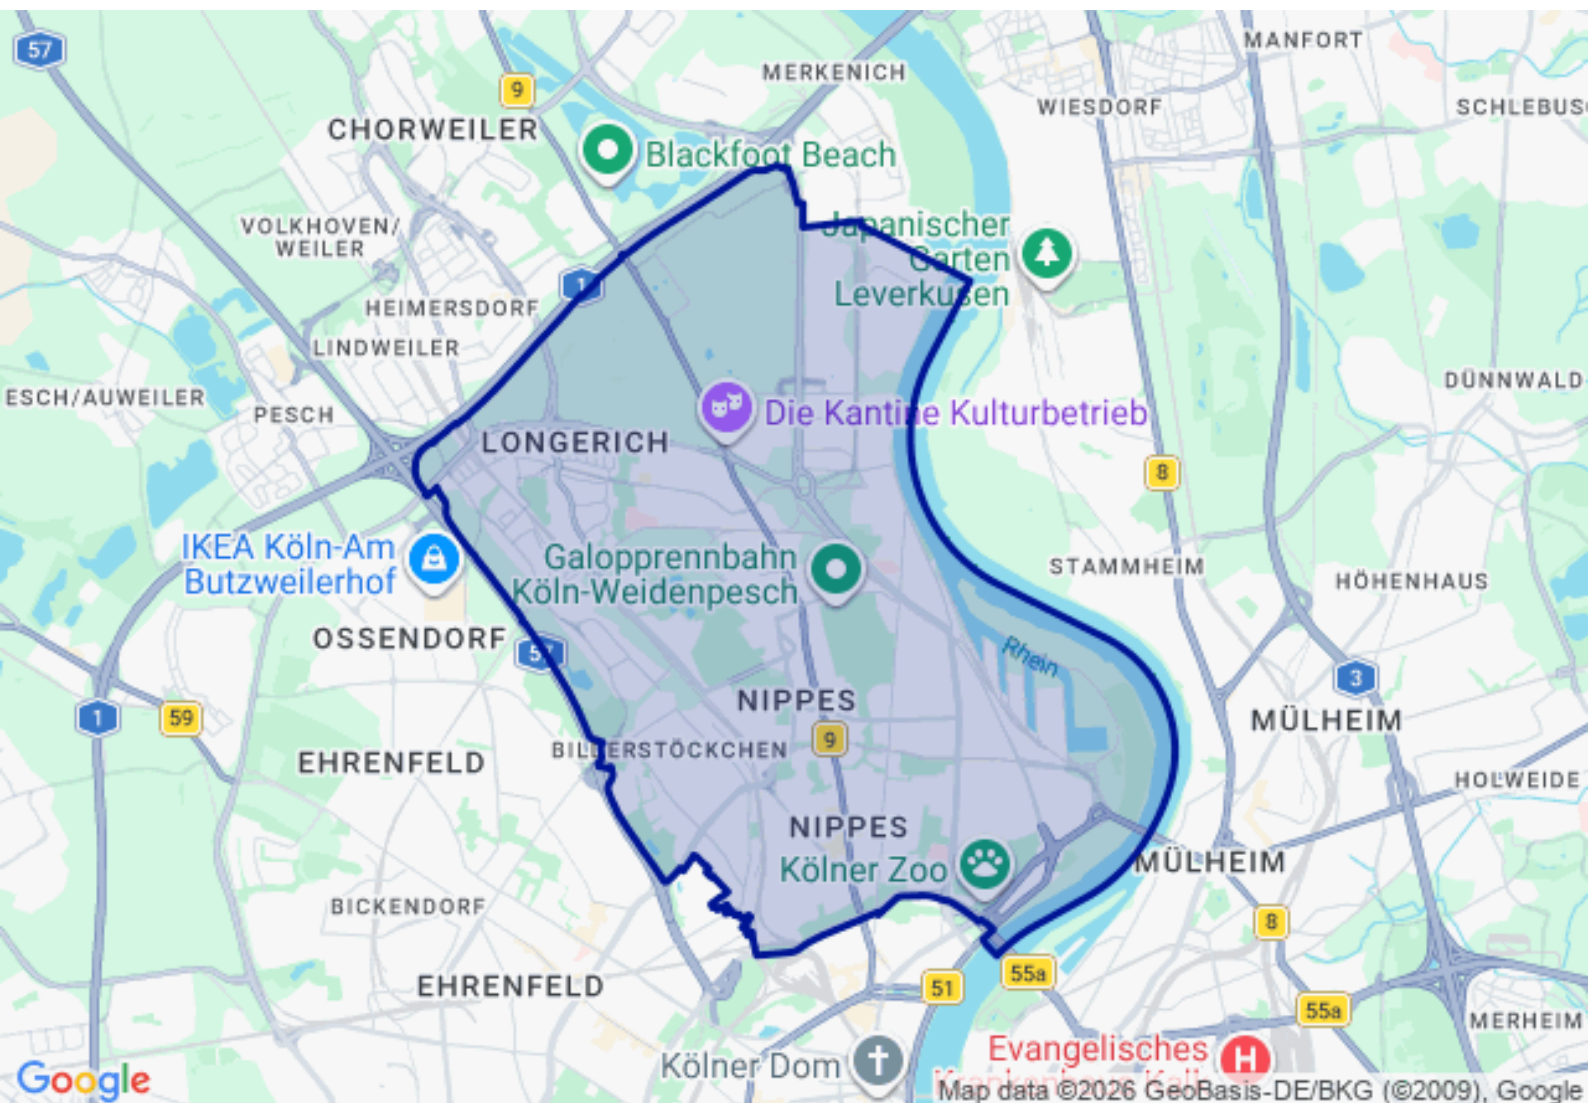 57
MANFORT
MERKENICH
9
WIESDORF
SCHLEBUS
CHORWEILER
Blackfoot Beach
VOLKHOVEN/
WEILER
Japanischer
Garten
Leverkusen
1
HEIMERSDORF
LINDWEILER
ESCH/AUWEILER
PESCH
DÜNNWALD-
Die Kantine Kulturbetrieb
LONGERICH
8
IKEA Köln-Am
Butzweilerhof
Galopprennbahn
Köln-Weidenpesch
STAMMHEIM
HÖHENHAUS
OSSENDORF
57
Rhein
3
NIPPES
1
59
MÜLHEIM
9
BILDERSTÖCKCHEN
EHRENFELD
HOLWEIDE
NIPPES
Kölner Zoo
MÜLHEIM
BICKENDORF
8
EHRENFELD
55a
51
55a
MERHEIM
Kölner Dom
Evangelisches
Krankenhaus Kalk
H
Google
Map data ©2026 GeoBasis-DE/BKG (©2009), Google